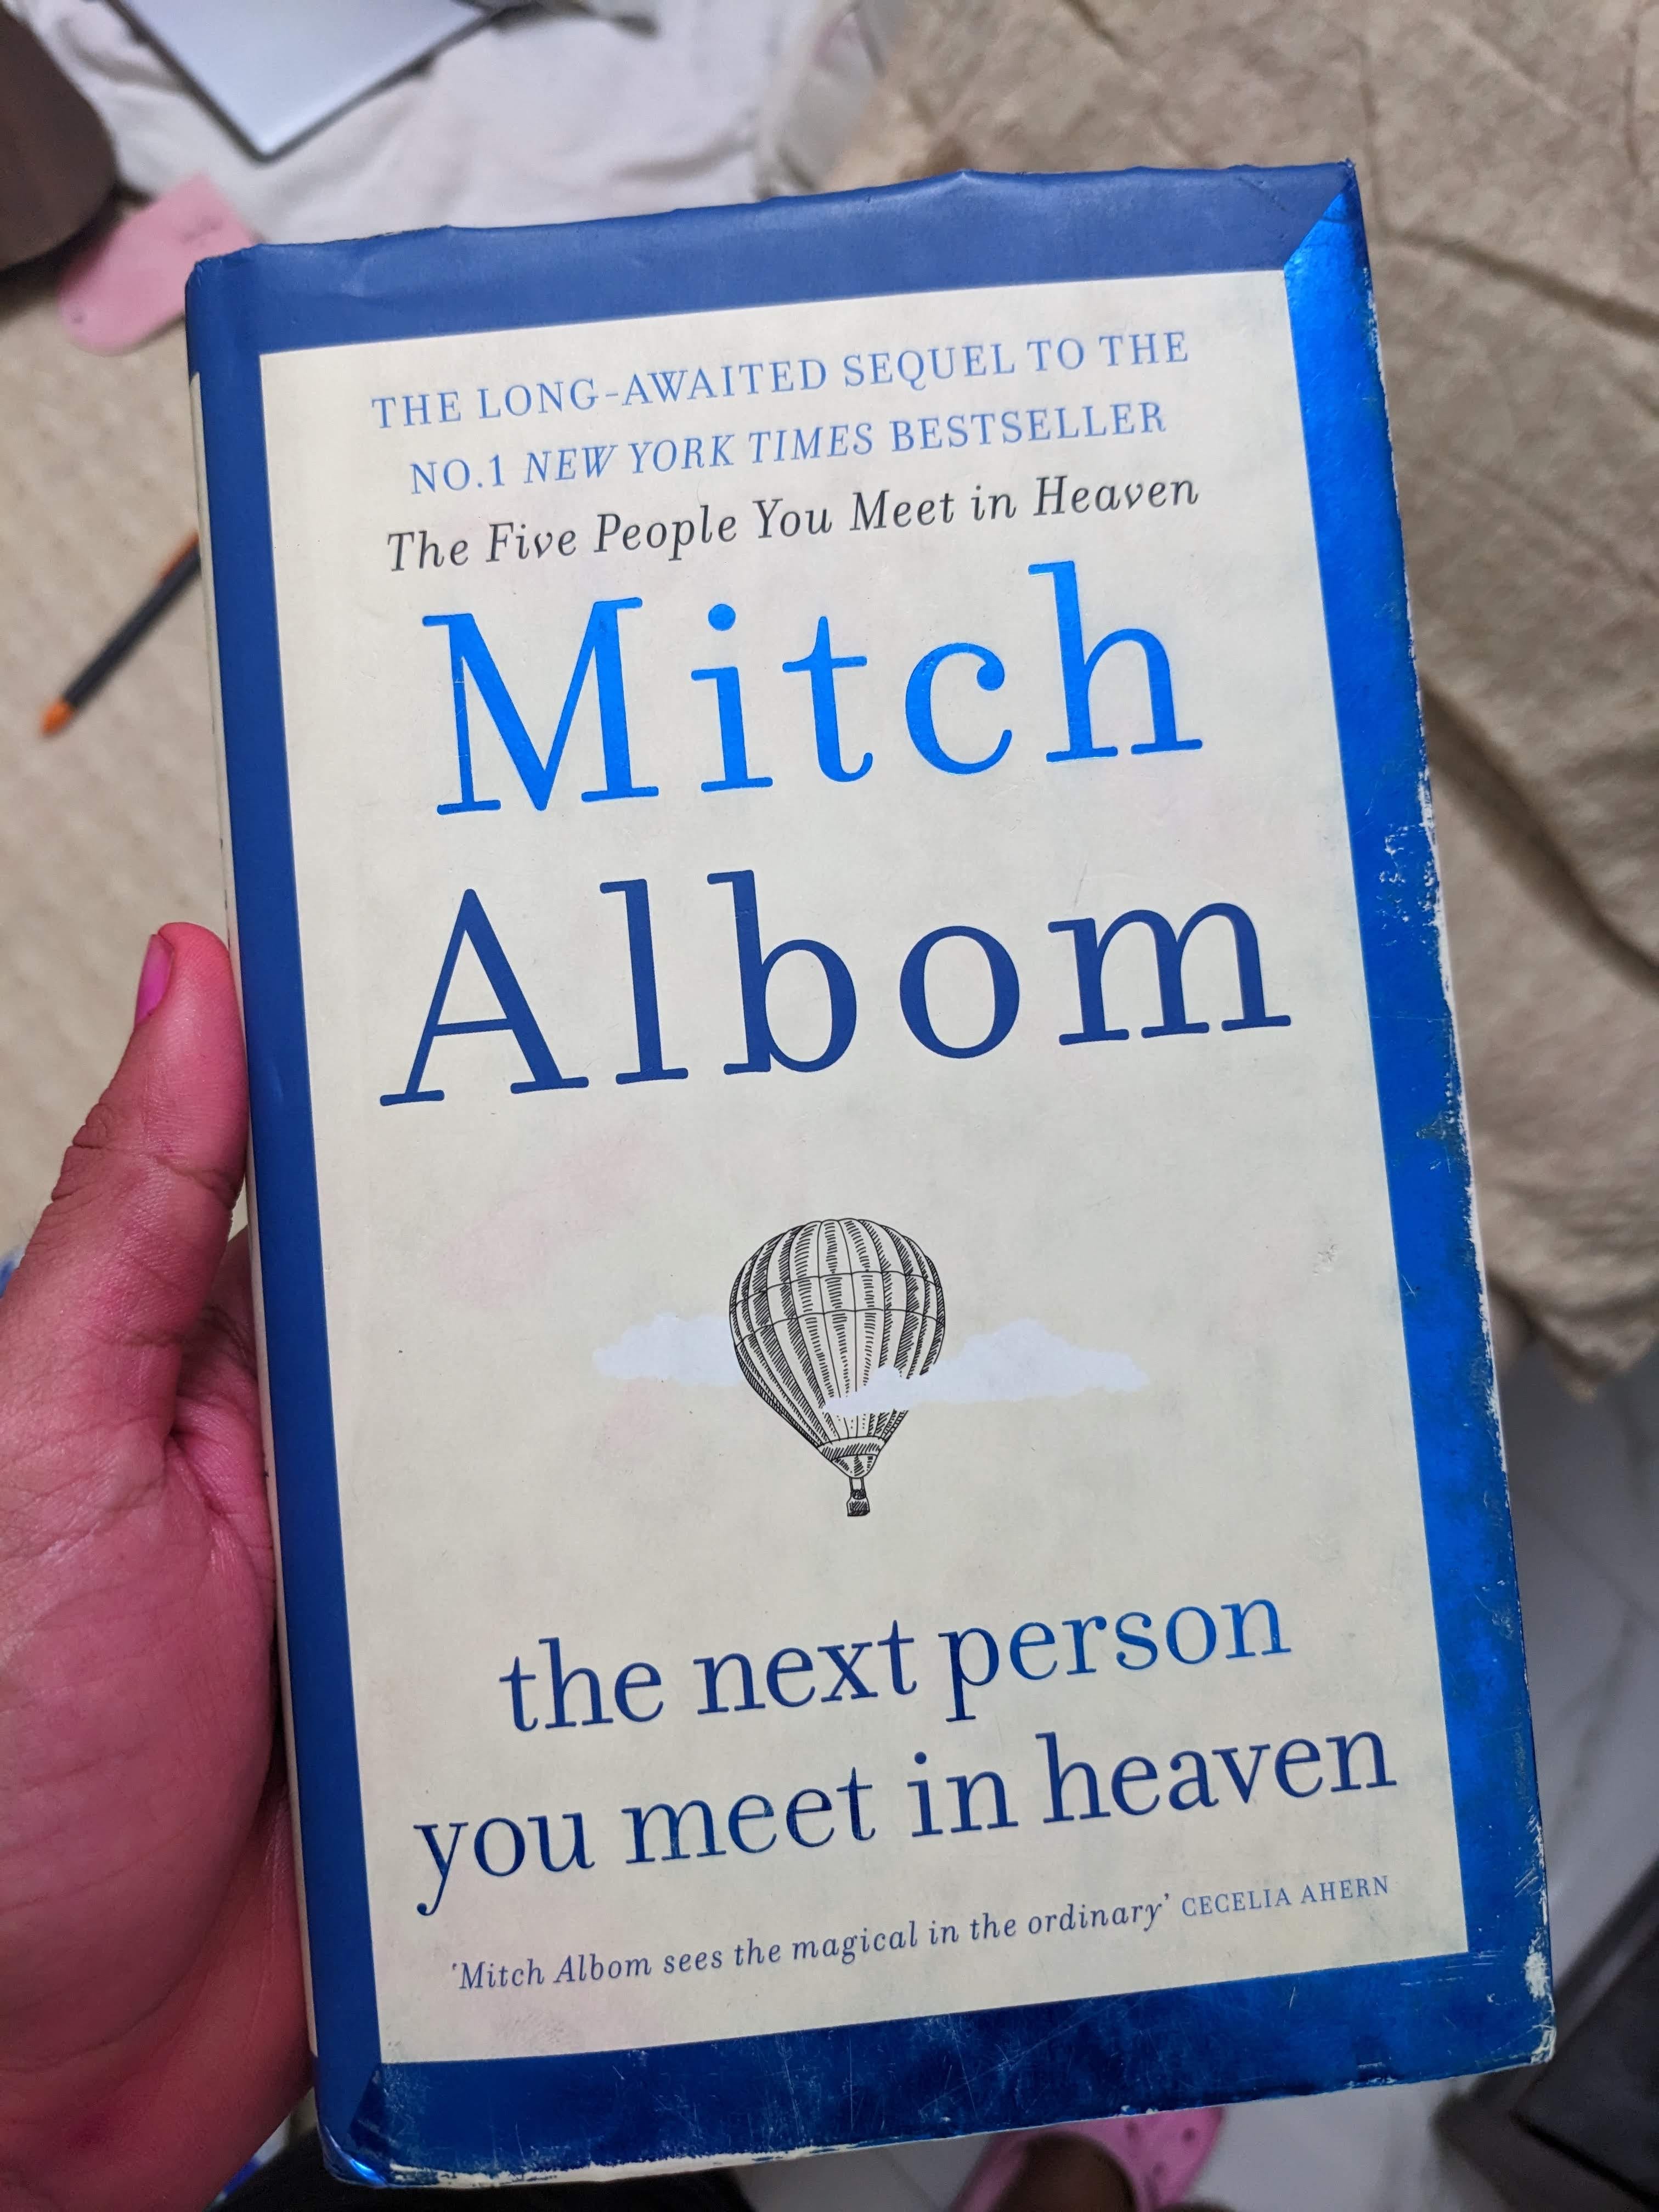 THE LONG-AWAITED SEQUEL TO THE
NO.1 NEW YORK TIMES BESTSELLER
The Five People You Meet in Heaven
Mitch
Albom
the next person
you meet in heaven
‘Mitch Albom sees the magical in the ordinary’ CECELIA AHERN